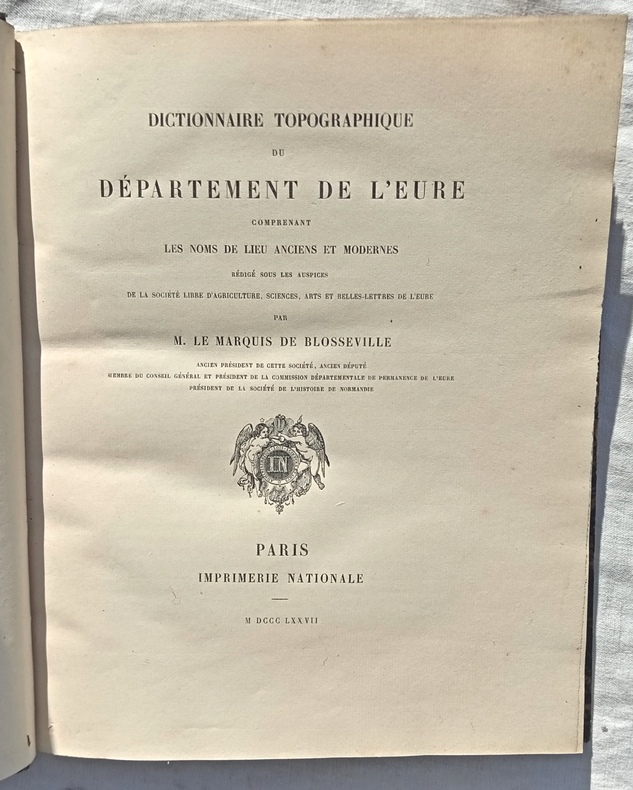 DICTIONNAIRE TOPOGRAPHIQUE
DU
DÉPARTEMENT DE L'EURE
COMPRENANT
LES NOMS DE LIEU ANCIENS ET MODERNES
RÉDIGÉ SOUS LES AUSPICES
DE LA SOCIÉTÉ LIBRE D'AGRICULTURE, SCIENCES, ARTS ET BELLES-LETTRES DE L'EURE
PAR
M. LE MARQUIS DE BLOSSEVILLE
ANCIEN PRÉSIDENT DE CETTE SOCIÉTÉ, ANCIEN DÉPUTÉ
MEMBRE DU CONSEIL GÉNÉRAL ET PRÉSIDENT DE LA COMMISSION DÉPARTEMENTALE DE PERMANENCE DE L'EURE
PRÉSIDENT DE LA SOCIÉTÉ DE L'HISTOIRE DE NORMANDIE
IN
PARIS
IMPRIMERIE NATIONALE
M DCCC LXXVII